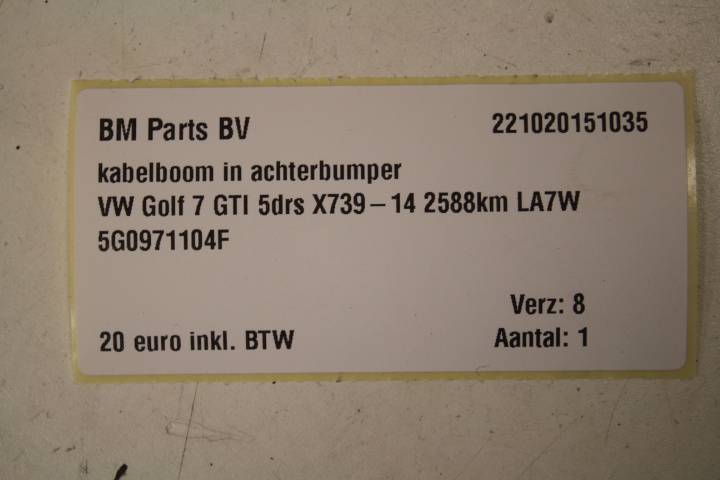 BM Parts BV 221020151035
kabelboom in achterbumper
VW Golf 7 GTI 5drs X739-14 2588km LA7W
5G0971104F
Verz: 8
20 euro inkl. BTW Aantal: 1